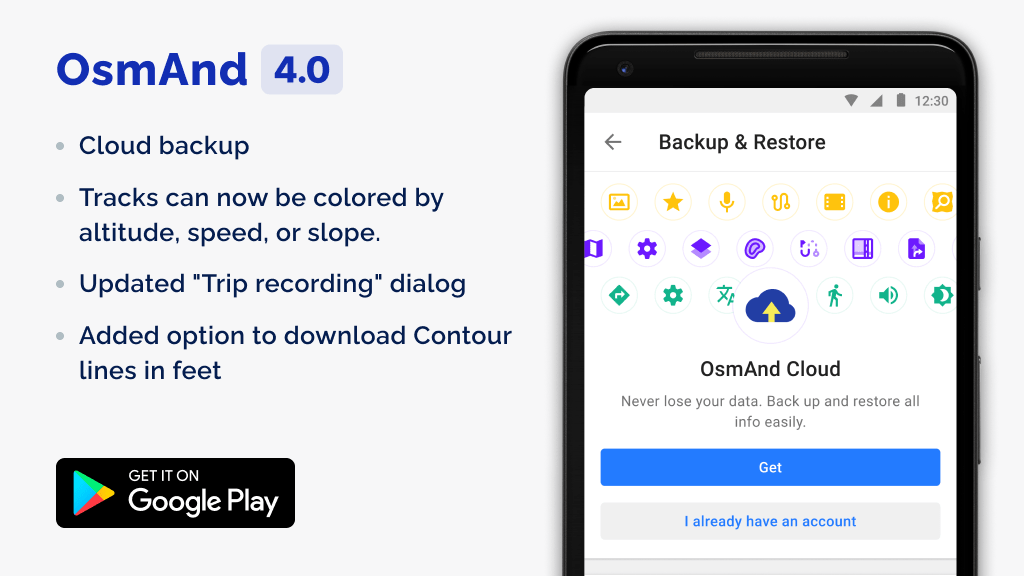 OsmAnd 4.0
Cloud backup
Tracks can now be colored by
altitude, speed, or slope.
Updated "Trip recording" dialog
Added option to download Contour
lines in feet
GET IT ON
Google Play
12:30
Backup & Restore
OsmAnd Cloud
Never lose your data. Back up and restore all
info easily.
Get
I already have an account